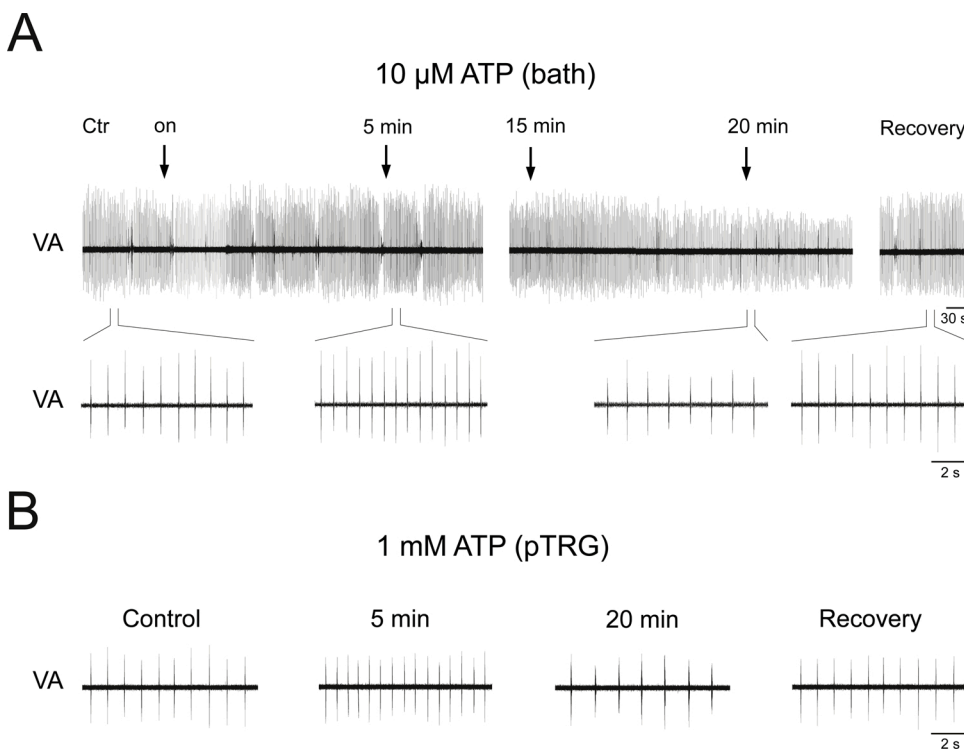 A
10 μM ATP (bath)
Ctr on 5 min 15 min 20 min Recovery
VA
30 s
VA
2 s
B
1 mM ATP (pTRG)
Control 5 min 20 min Recovery
VA
2 s